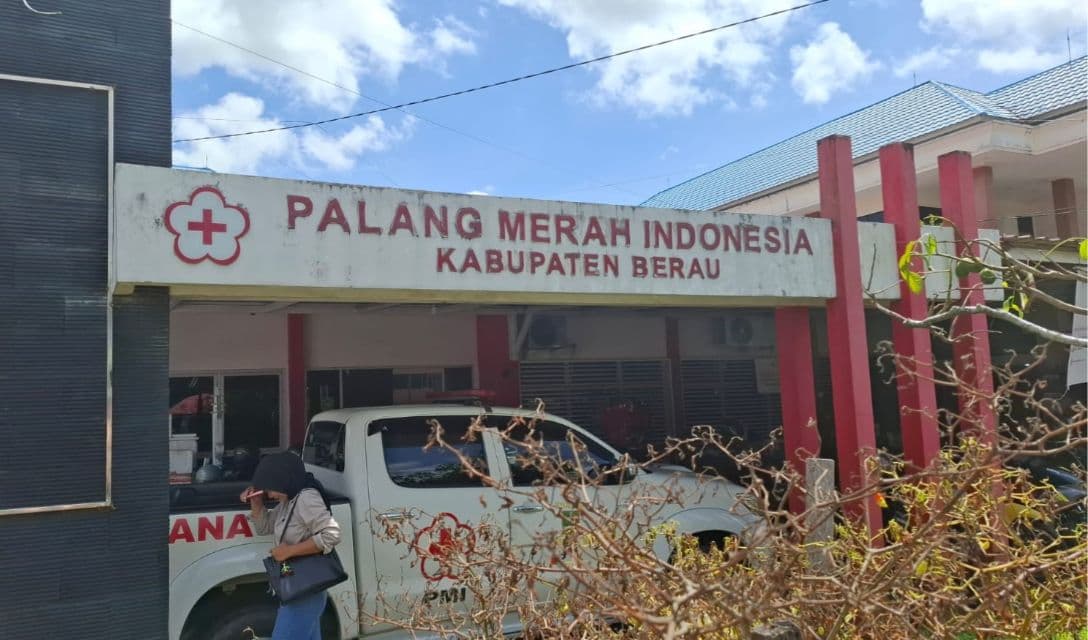 PALANG MERAH INDONESIA
KABUPATEN BERAU
ANA
PMI